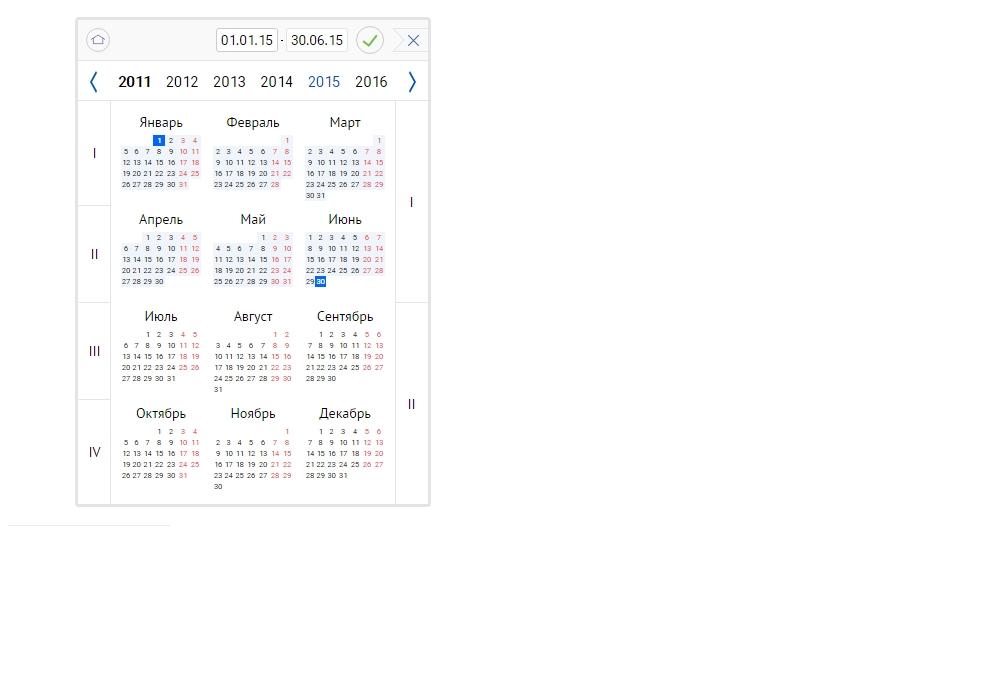 01.01.15 - 30.06.15
2011 2012 2013 2014 2015 2016
I
II
III
IV
I
II
Январь
1 2 3 4
5 6 7 8 9 10 11
12 13 14 15 16 17 18
19 20 21 22 23 24 25
26 27 28 29 30 31
Февраль
1
2 3 4 5 6 7 8
9 10 11 12 13 14 15
16 17 18 19 20 21 22
23 24 25 26 27 28
Март
1
2 3 4 5 6 7 8
9 10 11 12 13 14 15
16 17 18 19 20 21 22
23 24 25 26 27 28 29
30 31
Апрель
1 2 3 4 5
6 7 8 9 10 11 12
13 14 15 16 17 18 19
20 21 22 23 24 25 26
27 28 29 30
Май
1 2 3
4 5 6 7 8 9 10
11 12 13 14 15 16 17
18 19 20 21 22 23 24
25 26 27 28 29 30 31
Июнь
1 2 3 4 5 6 7
8 9 10 11 12 13 14
15 16 17 18 19 20 21
22 23 24 25 26 27 28
29 30
Июль
1 2 3 4 5
6 7 8 9 10 11 12
13 14 15 16 17 18 19
20 21 22 23 24 25 26
27 28 29 30 31
Август
1 2
3 4 5 6 7 8 9
10 11 12 13 14 15 16
17 18 19 20 21 22 23
24 25 26 27 28 29 30
31
Сентябрь
1 2 3 4 5 6
7 8 9 10 11 12 13
14 15 16 17 18 19 20
21 22 23 24 25 26 27
28 29 30
Октябрь
1 2 3 4
5 6 7 8 9 10 11
12 13 14 15 16 17 18
19 20 21 22 23 24 25
26 27 28 29 30 31
Ноябрь
1
2 3 4 5 6 7 8
9 10 11 12 13 14 15
16 17 18 19 20 21 22
23 24 25 26 27 28 29
30
Декабрь
1 2 3 4 5 6
7 8 9 10 11 12 13
14 15 16 17 18 19 20
21 22 23 24 25 26 27
28 29 30 31